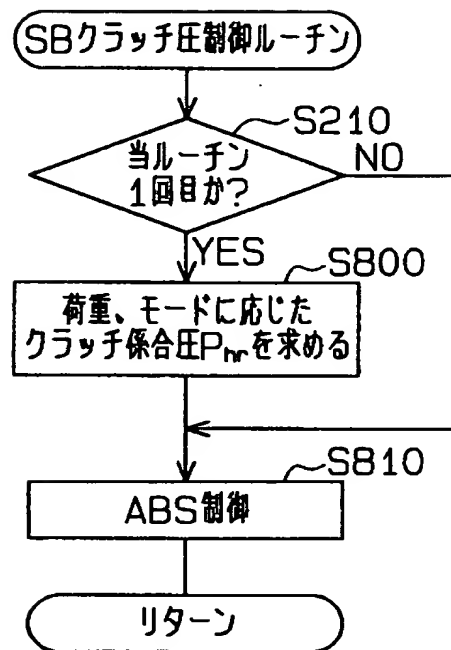 SBクラッチ圧制御ルーチン
S210
当ルーチン
1回目か?
NO
YES
S800
荷重、モードに応じた
クラッチ係合圧Phrを求める
S810
ABS制御
リターン